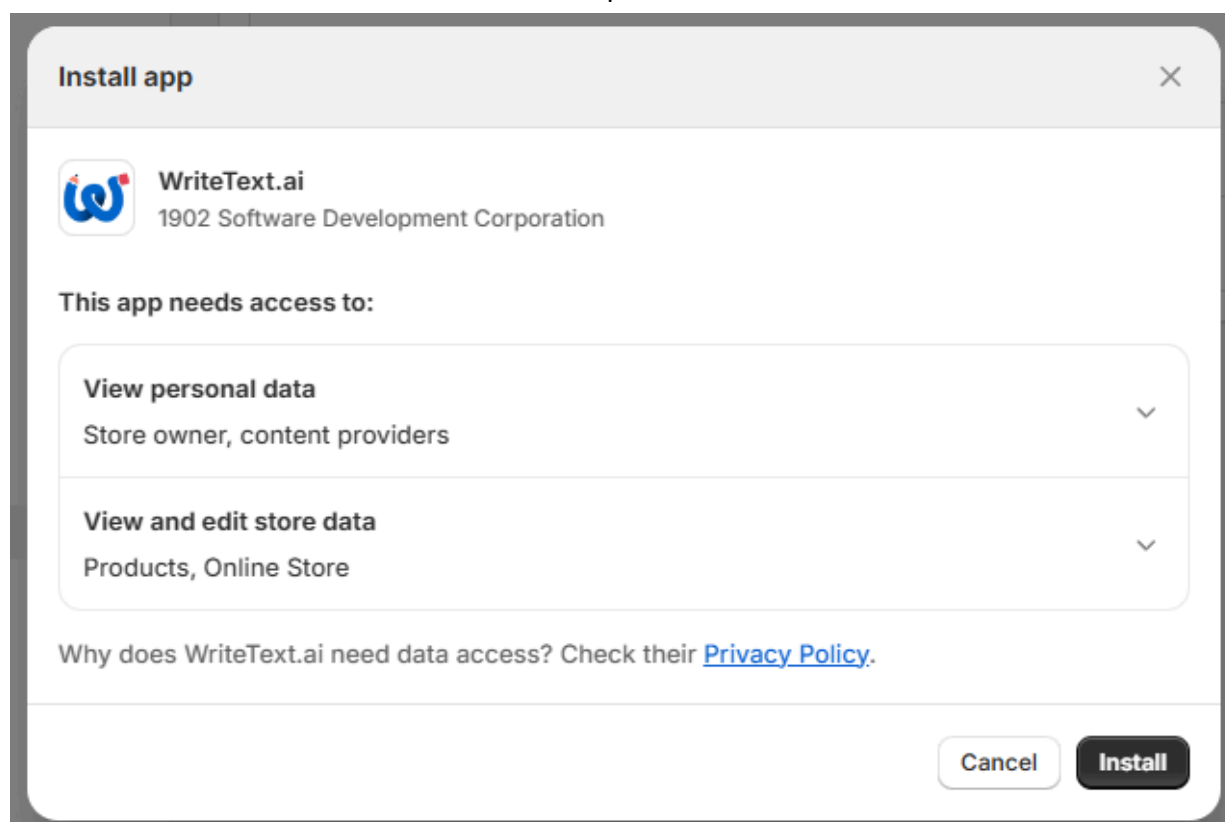 Install app
WriteText.ai
1902 Software Development Corporation
This app needs access to:
View personal data
Store owner, content providers
View and edit store data
Products, Online Store
Why does WriteText.ai need data access? Check their Privacy Policy.
Cancel Install